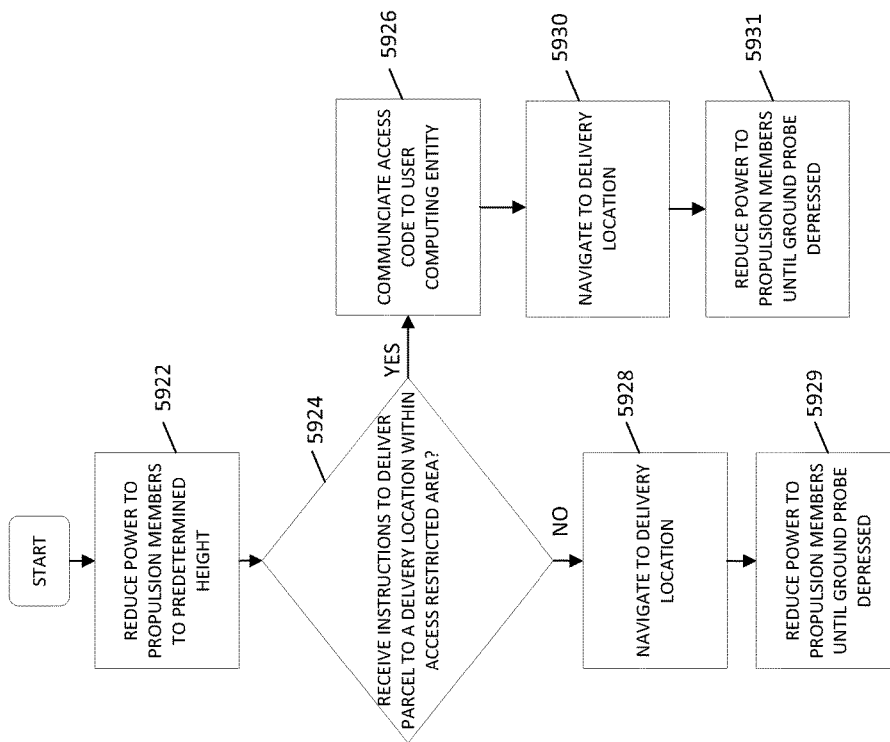 START
REDUCE POWER TO
PROPULSION MEMBERS
TO PREDETERMINED
HEIGHT
5922
RECEIVE INSTRUCTIONS TO DELIVER
PARCEL TO A DELVERY LOCATION WITHIN
ACCESS RESTRICTED AREA?
5924
YES
COMMUNCIATE ACCESS
CODE TO USER
COMPUTING ENTITY
5926
NAVIGATE TO DELIVERY
LOCATION
5930
REDUCE POWER TO
PROPULSION MEMBERS
UNTIL GROUND PROBE
DEPRESSED
5931
NO
NAVIGATE TO DELIVERY
LOCATION
5928
REDUCE POWER TO
PROPULSION MEMBERS
UNTIL GROUND PROBE
DEPRESSED
5929